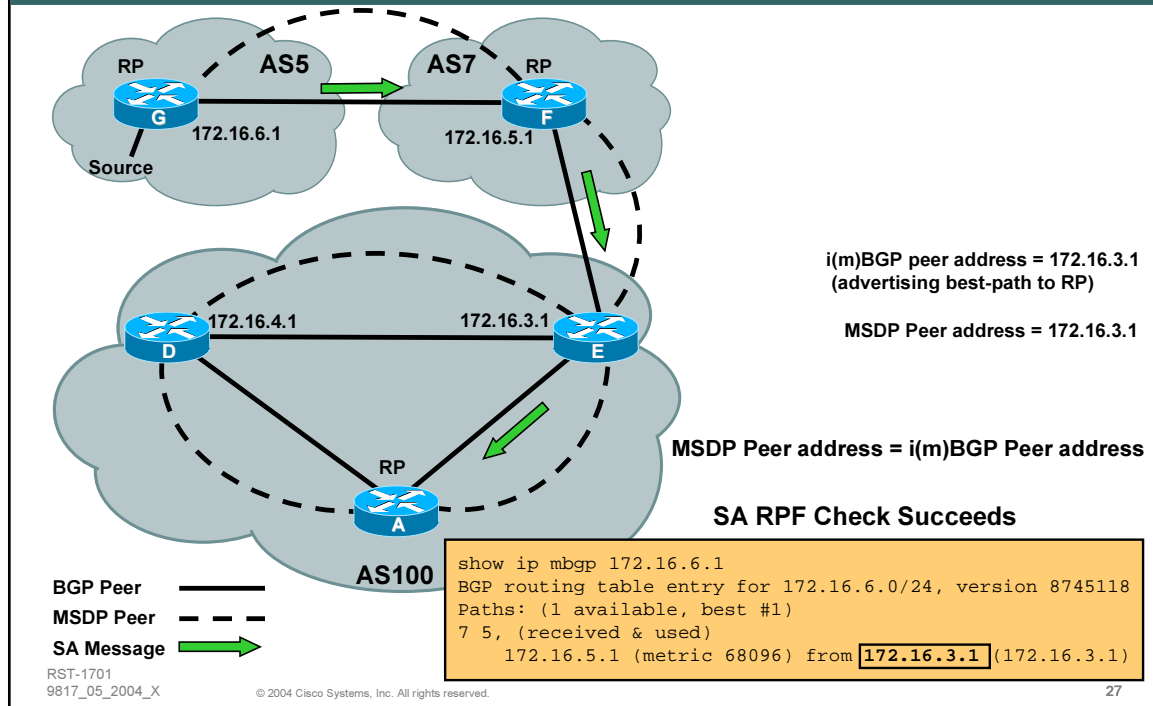 RP
AS5
AS7
RP
G
F
172.16.6.1
172.16.5.1
Source
i(m)BGP peer address = 172.16.3.1
(advertising best-path to RP)
172.16.4.1
172.16.3.1
MSDP Peer address = 172.16.3.1
D
E
MSDP Peer address = i(m)BGP Peer address
RP
A
SA RPF Check Succeeds
AS100
show ip mbgp 172.16.6.1
BGP routing table entry for 172.16.6.0/24, version 8745118
Paths: (1 available, best #1)
7 5, (received & used)
172.16.5.1 (metric 68096) from 172.16.3.1 (172.16.3.1)
BGP Peer
MSDP Peer
SA Message
RST-1701
9817_05_2004_X
© 2004 Cisco Systems, Inc. All rights reserved.
27